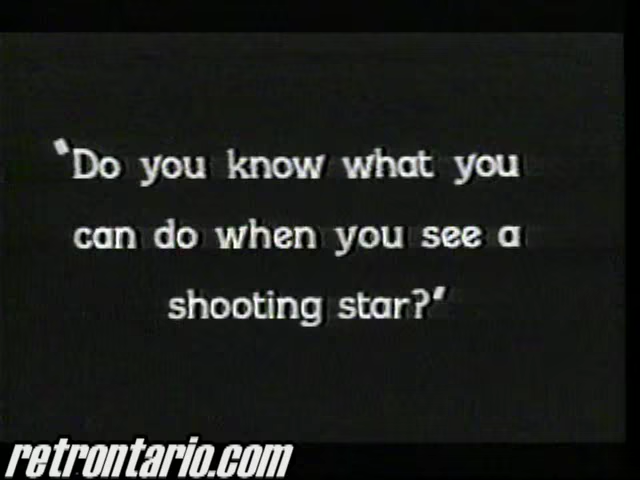 "Do you know what you
can do when you see a
shooting star?"
retrontario.com